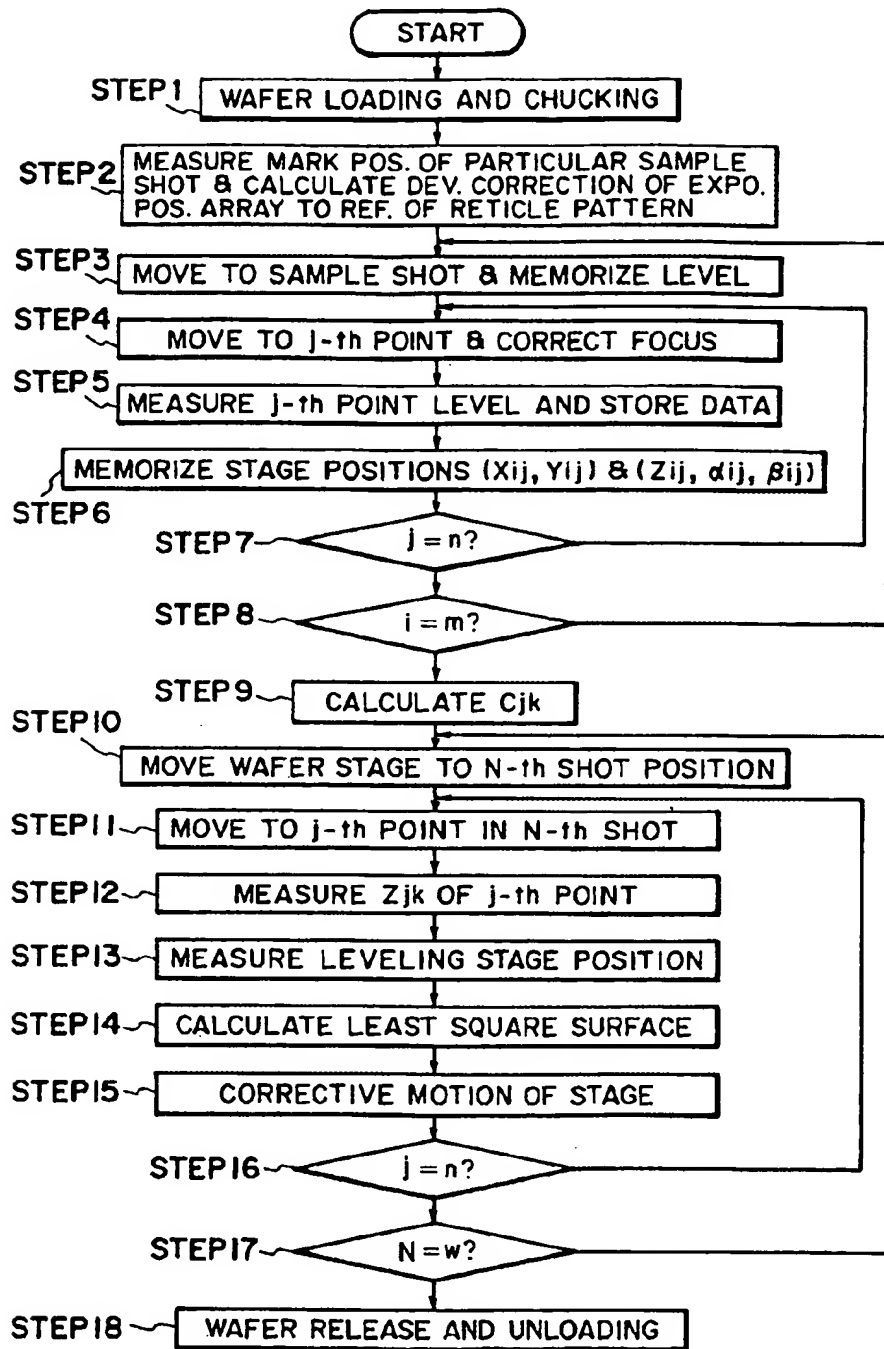 START
STEP1
WAFER LOADING AND CHUCKING
STEP2
MEASURE MARK POS. OF PARTICULAR SAMPLE
SHOT & CALCULATE DEV. CORRECTION OF EXPO.
POS. ARRAY TO REF. OF RETICLE PATTERN
STEP3
MOVE TO SAMPLE SHOT & MEMORIZE LEVEL
STEP4
MOVE TO j-th POINT & CORRECT FOCUS
STEP5
MEASURE j-th POINT LEVEL AND STORE DATA
MEMORIZE STAGE POSITIONS (Xij, Yij) & (Zij, αij, βij)
STEP6
STEP7
j = n?
STEP8
i = m?
STEP9
CALCULATE Cjk
STEP10
MOVE WAFER STAGE TO N-th SHOT POSITION
STEP11
MOVE TO j-th POINT IN N-th SHOT
STEP12
MEASURE Zjk OF j-th POINT
STEP13
MEASURE LEVELING STAGE POSITION
STEP14
CALCULATE LEAST SQUARE SURFACE
STEP15
CORRECTIVE MOTION OF STAGE
STEP16
j = n?
STEP17
N = w?
STEP18
WAFER RELEASE AND UNLOADING